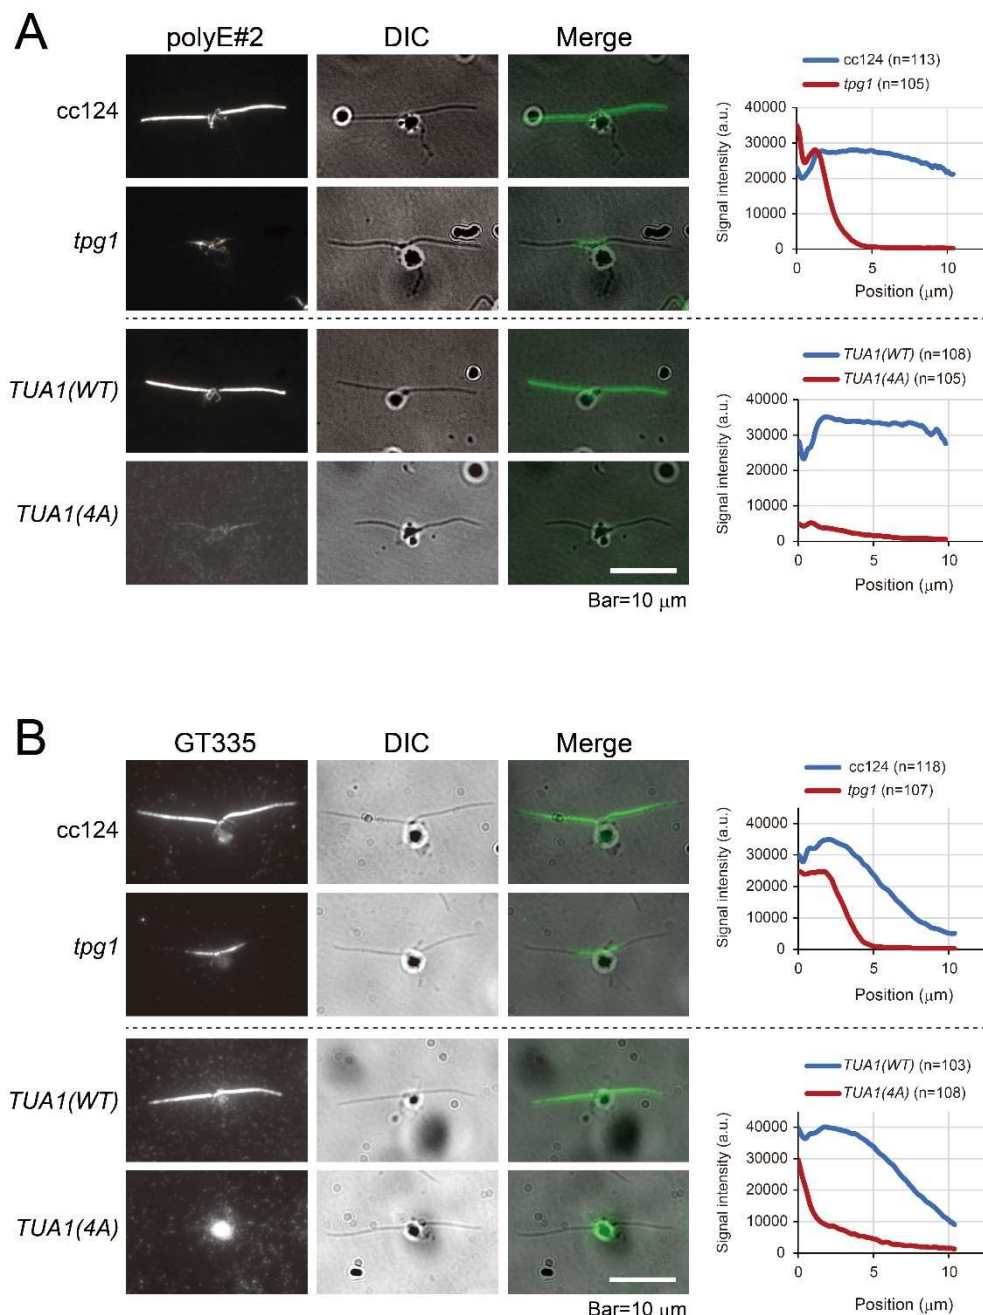 A
polyE#2 DIC Merge
cc124
tpg1
TUA1(WT)
TUA1(4A)
Bar=10 μm
cc124 (n=113)
tpg1 (n=105)
Signal intensity (a.u.)
40000
30000
20000
10000
0
0 5 10
Position (μm)
TUA1(WT) (n=108)
TUA1(4A) (n=105)
Signal intensity (a.u.)
40000
30000
20000
10000
0
0 5 10
Position (μm)
B
GT335 DIC Merge
cc124
tpg1
TUA1(WT)
TUA1(4A)
Bar=10 μm
cc124 (n=118)
tpg1 (n=107)
Signal intensity (a.u.)
40000
30000
20000
10000
0
0 5 10
Position (μm)
TUA1(WT) (n=103)
TUA1(4A) (n=108)
Signal intensity (a.u.)
40000
30000
20000
10000
0
0 5 10
Position (μm)